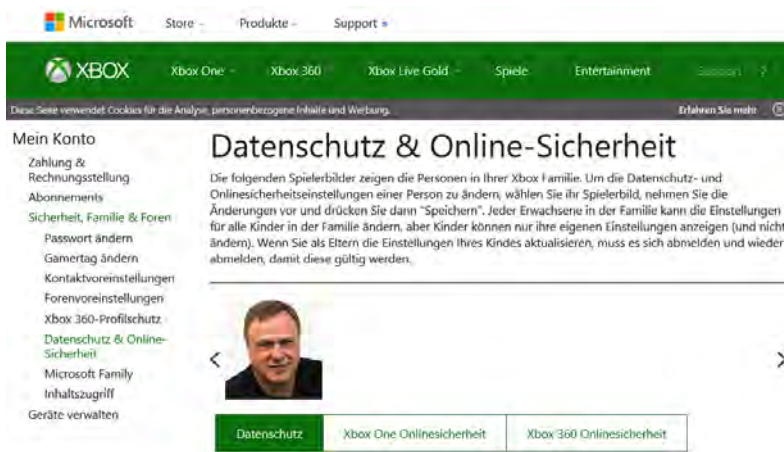 Microsoft Store Produkte Support
XBOX Xbox One Xbox 360 Xbox Live Gold Spiele Entertainment Support ?
Diese Seite verwendet Cookies für die Analyse, personenbezogene Inhalte und Werbung. Erfahren Sie mehr
Mein Konto
Zahlung &
Rechnungsstellung
Abonnements
Sicherheit, Familie & Foren
Passwort ändern
Gamertag ändern
Kontaktvoreinstellungen
Forenvoreinstellungen
Xbox 360-Profilschutz
Datenschutz & Online-
Sicherheit
Microsoft Family
Inhaltszugriff
Geräte verwalten
Datenschutz & Online-Sicherheit
Die folgenden Spielerbilder zeigen die Personen in Ihrer Xbox Familie. Um die Datenschutz- und
Onlinesicherheitseinstellungen einer Person zu ändern, wählen Sie ihr Spielerbild, nehmen Sie die
Änderungen vor und drücken Sie dann "Speichern". Jeder Erwachsene in der Familie kann die Einstellungen
für alle Kinder in der Familie ändern, aber Kinder können nur ihre eigenen Einstellungen anzeigen (und nicht
ändern). Wenn Sie als Eltern die Einstellungen Ihres Kindes aktualisieren, muss es sich abmelden und wieder
abmelden, damit diese gültig werden.
Datenschutz Xbox One Onlinesicherheit Xbox 360 Onlinesicherheit